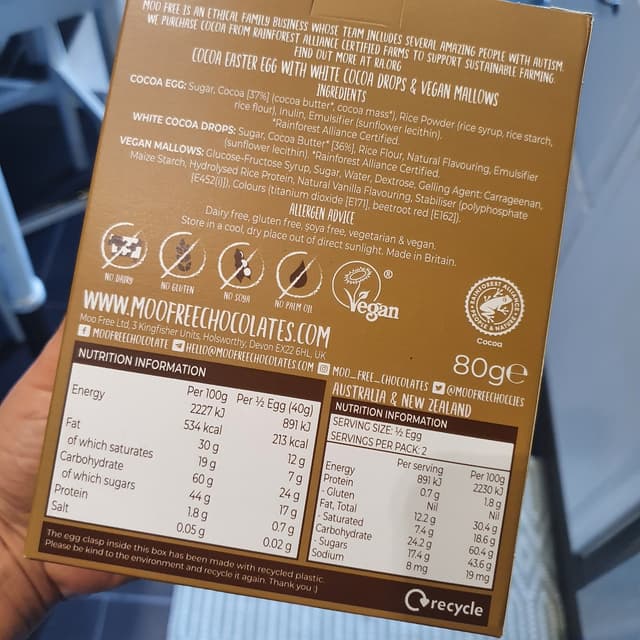 MOO FREE IS AN ETHICAL FAMILY BUSINESS WHOSE TEAM INCLUDES SEVERAL AMAZING PEOPLE WITH AUTISM.
WE PURCHASE COCOA FROM RAINFOREST ALLIANCE CERTIFIED FARMS TO SUPPORT SUSTAINABLE FARMING.
FIND OUT MORE AT RA.ORG
COCOA EASTER EGG WITH WHITE COCOA DROPS & VEGAN MALLOWS
INGREDIENTS
COCOA EGG: Sugar, Cocoa [37%] (cocoa butter*, cocoa mass*), Rice Powder (rice syrup, rice starch,
rice flour), Inulin, Emulsifier (sunflower lecithin).
*Rainforest Alliance Certified.
WHITE COCOA DROPS: Sugar, Cocoa Butter* [36%], Rice Flour, Natural Flavouring, Emulsifier
(sunflower lecithin). *Rainforest Alliance Certified.
VEGAN MALLOWS: Glucose-Fructose Syrup, Sugar, Water, Dextrose, Gelling Agent: Carrageenan,
Maize Starch, Hydrolysed Rice Protein, Natural Vanilla Flavouring, Stabiliser (polyphosphate
[E452(i)]), Colours (titanium dioxide [E171], beetroot red [E162]).
ALLERGEN ADVICE
Dairy free, gluten free, soya free, vegetarian & vegan.
Store in a cool, dry place out of direct sunlight. Made in Britain.
NO DAIRY NO GLUTEN NO SOYA NO PALM OIL
Vegan ®
RAINFOREST ALLIANCE
PEOPLE & NATURE
Cocoa
WWW.MOOFREECHOCOLATES.COM
80g e
Moo Free Ltd, 3 Kingfisher Units, Holsworthy, Devon EX22 6HL, UK
MOOFREECHOCOLATE HELLO@MOOFREECHOCOLATES.COM MOO_FREE_CHOCOLATES @MOOFREECHOCCIES
NUTRITION INFORMATION
Per 100g Per ½ Egg (40g)
Energy 2227 kJ 891 kJ
534 kcal 213 kcal
Fat 30 g 12 g
of which saturates 19 g 7 g
Carbohydrate 60 g 24 g
of which sugars 44 g 17 g
Protein 1.8 g 0.7 g
Salt 0.05 g 0.02 g
AUSTRALIA & NEW ZEALAND
NUTRITION INFORMATION
SERVING SIZE: ½ Egg
SERVINGS PER PACK: 2
Per serving Per 100g
Energy 891 kJ 2230 kJ
Protein 0.7 g 1.8 g
- Gluten Nil Nil
Fat, Total 12.2 g 30.4 g
- Saturated 7.4 g 18.6 g
Carbohydrate 24.2 g 60.4 g
- Sugars 17.4 g 43.6 g
Sodium 8 mg 19 mg
The egg clasp inside this box has been made with recycled plastic.
Please be kind to the environment and recycle it again. Thank you :)
recycle